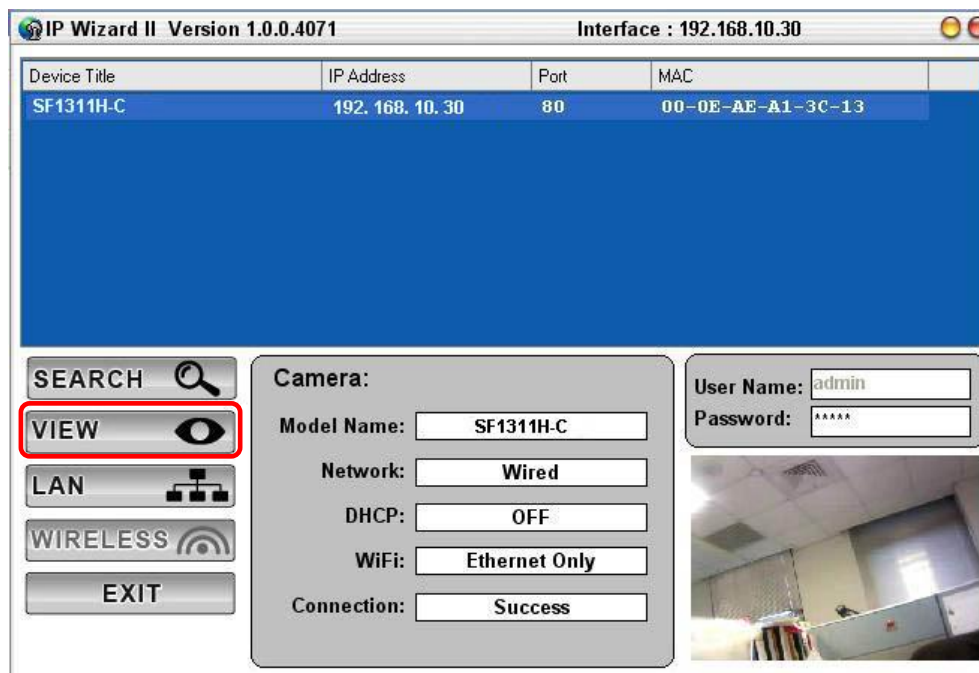 IP Wizard II Version 1.0.0.4071 Interface : 192.168.10.30
Device Title IP Address Port MAC
SF1311H-C 192.168.10.30 80 00-0E-AE-A1-3C-13
SEARCH
VIEW
LAN
WIRELESS
EXIT
Camera:
Model Name: SF1311H-C
Network: Wired
DHCP: OFF
WiFi: Ethernet Only
Connection: Success
User Name: admin
Password: *****